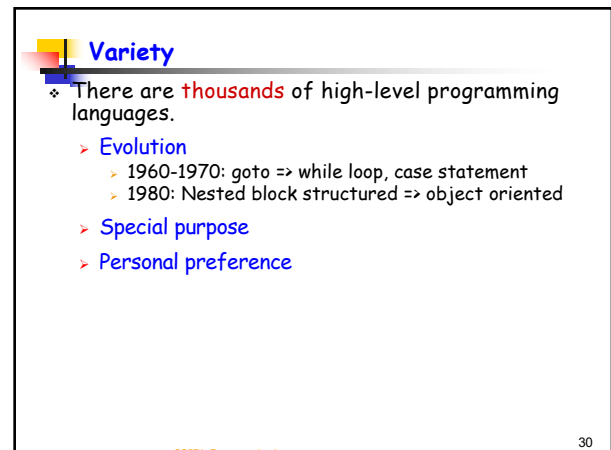 Variety
❖ There are thousands of high-level programming
languages.
➢ Evolution
➢ 1960-1970: goto => while loop, case statement
➢ 1980: Nested block structured => object oriented
➢ Special purpose
➢ Personal preference
30